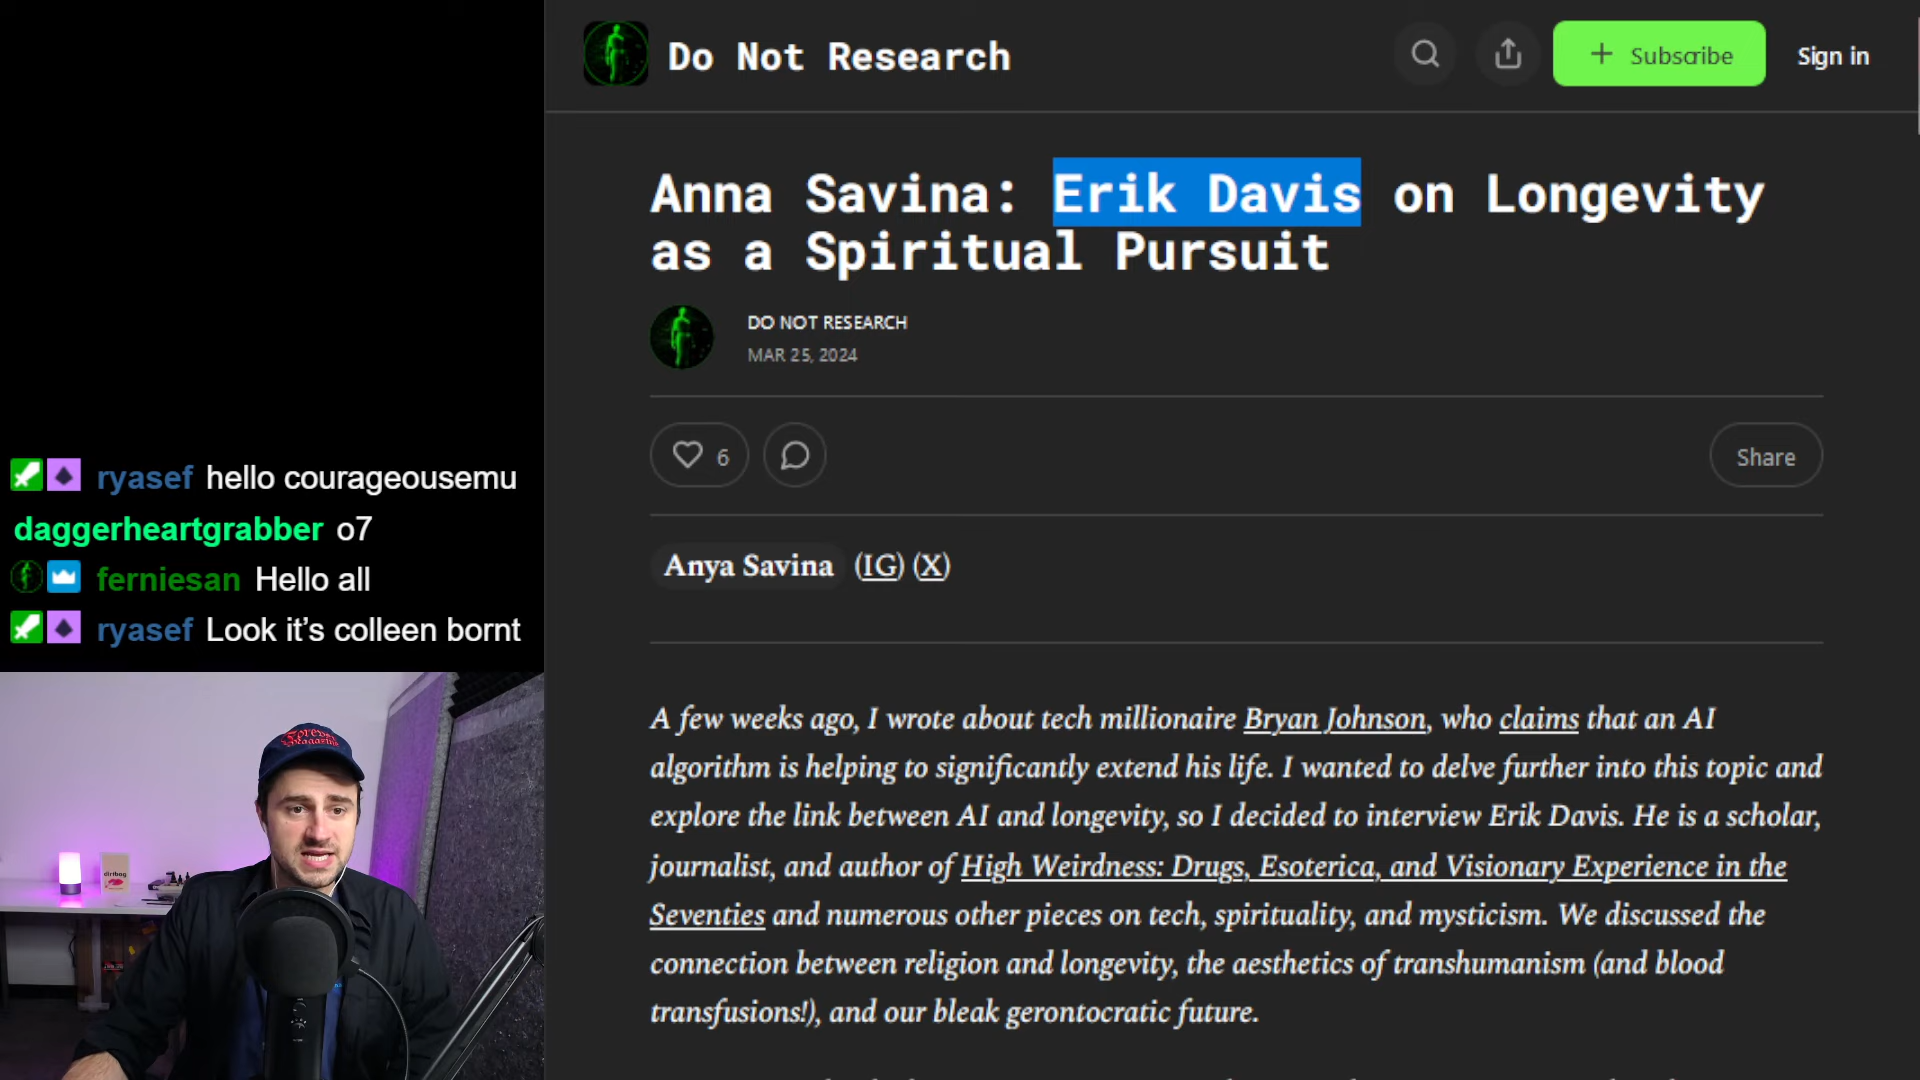 Do Not Research
Subscribe
Sign in
Anna Savina: Erik Davis on Longevity
as a Spiritual Pursuit
DO NOT RESEARCH
MAR 25, 2024
6
Share
Anya Savina (IG) (X)
A few weeks ago, I wrote about tech millionaire Bryan Johnson, who claims that an AI
algorithm is helping to significantly extend his life. I wanted to delve further into this topic and
explore the link between AI and longevity, so I decided to interview Erik Davis. He is a scholar,
journalist, and author of High Weirdness: Drugs, Esoterica, and Visionary Experience in the
Seventies and numerous other pieces on tech, spirituality, and mysticism. We discussed the
connection between religion and longevity, the aesthetics of transhumanism (and blood
transfusions!), and our bleak gerontocratic future.
ryasef hello courageousemu
daggerheartgrabber o7
ferniesan Hello all
ryasef Look it’s colleen bornt
Forever
Magazine
dirtbag